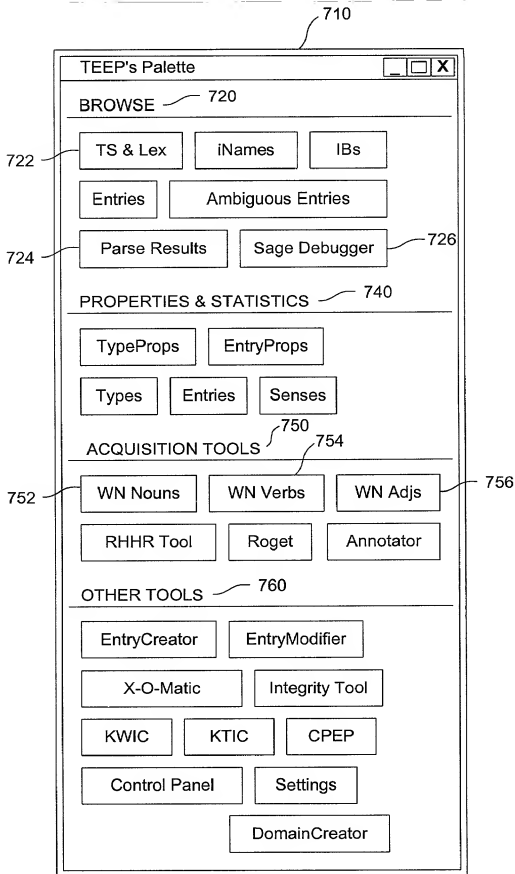 710
TEEP's Palette _ X
BROWSE 720
722 TS & Lex iNames IBs
Entries Ambiguous Entries
724 Parse Results Sage Debugger 726
PROPERTIES & STATISTICS 740
TypeProps EntryProps
Types Entries Senses
ACQUISITION TOOLS 750 754
752 WN Nouns WN Verbs WN Adjs 756
RHHR Tool Roget Annotator
OTHER TOOLS 760
EntryCreator EntryModifier
X-O-Matic Integrity Tool
KWIC KTIC CPEP
Control Panel Settings
DomainCreator